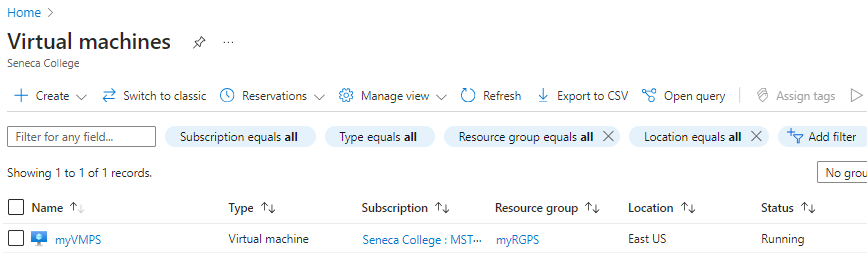 Home
Virtual machines
Seneca College
Create Switch to classic Reservations Manage view Refresh Export to CSV Open query Assign tags
Filter for any field... Subscription equals all Type equals all Resource group equals all Location equals all Add filter
Showing 1 to 1 of 1 records. No grou
Name Type Subscription Resource group Location Status
myVMPS Virtual machine Seneca College : MST··· myRGPS East US Running